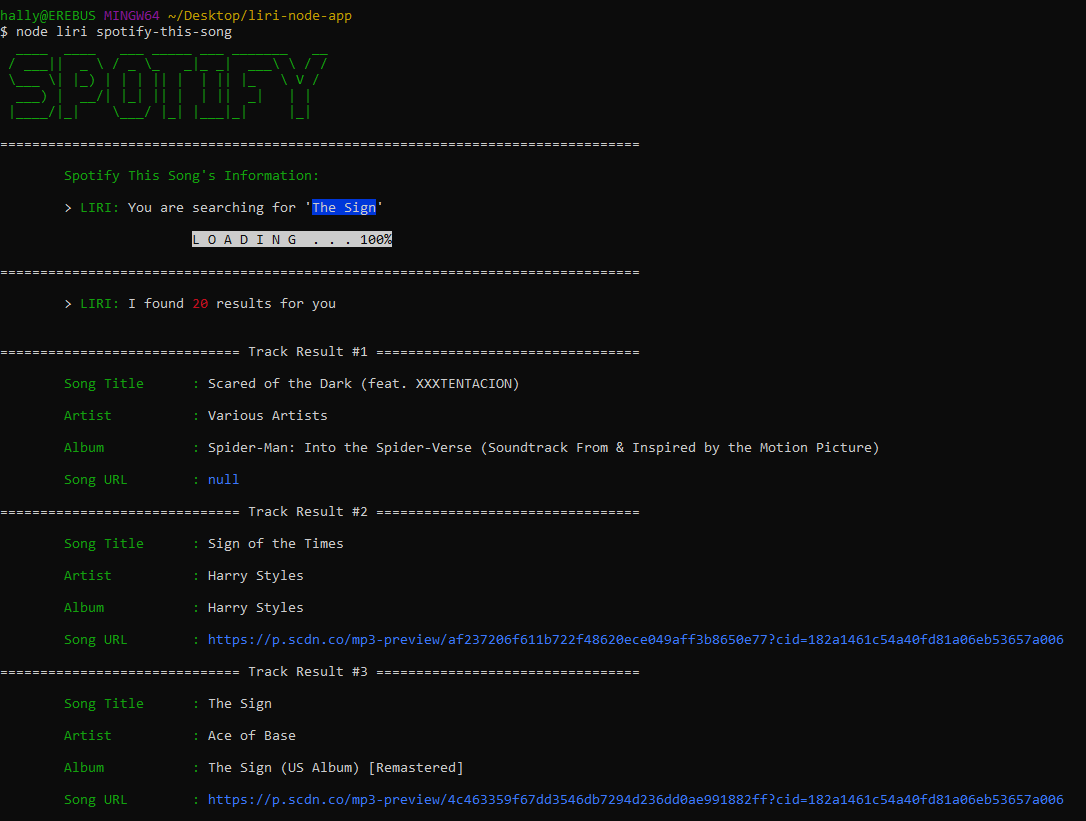 hally@EREBUS MINGW64 ~/Desktop/liri-node-app
$ node liri spotify-this-song
SPOTIFY
================================================================================
Spotify This Song's Information:
> LIRI: You are searching for 'The Sign'
L O A D I N G  . . . 100%
================================================================================
> LIRI: I found 20 results for you
============================== Track Result #1 =================================
Song Title      : Scared of the Dark (feat. XXXTENTACION)
Artist          : Various Artists
Album           : Spider-Man: Into the Spider-Verse (Soundtrack From & Inspired by the Motion Picture)
Song URL        : null
============================== Track Result #2 =================================
Song Title      : Sign of the Times
Artist          : Harry Styles
Album           : Harry Styles
Song URL        : https://p.scdn.co/mp3-preview/af237206f611b722f48620ece049aff3b8650e77?cid=182a1461c54a40fd81a06eb53657a006
============================== Track Result #3 =================================
Song Title      : The Sign
Artist          : Ace of Base
Album           : The Sign (US Album) [Remastered]
Song URL        : https://p.scdn.co/mp3-preview/4c463359f67dd3546db7294d236dd0ae991882ff?cid=182a1461c54a40fd81a06eb53657a006